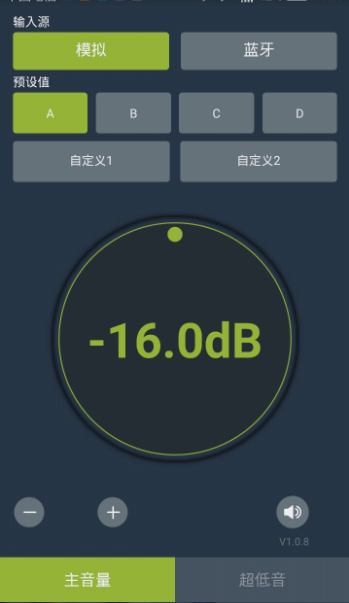 输入源
模拟 蓝牙
预设值
A B C D
自定义1 自定义2
-16.0dB
V1.0.8
主音量 超低音